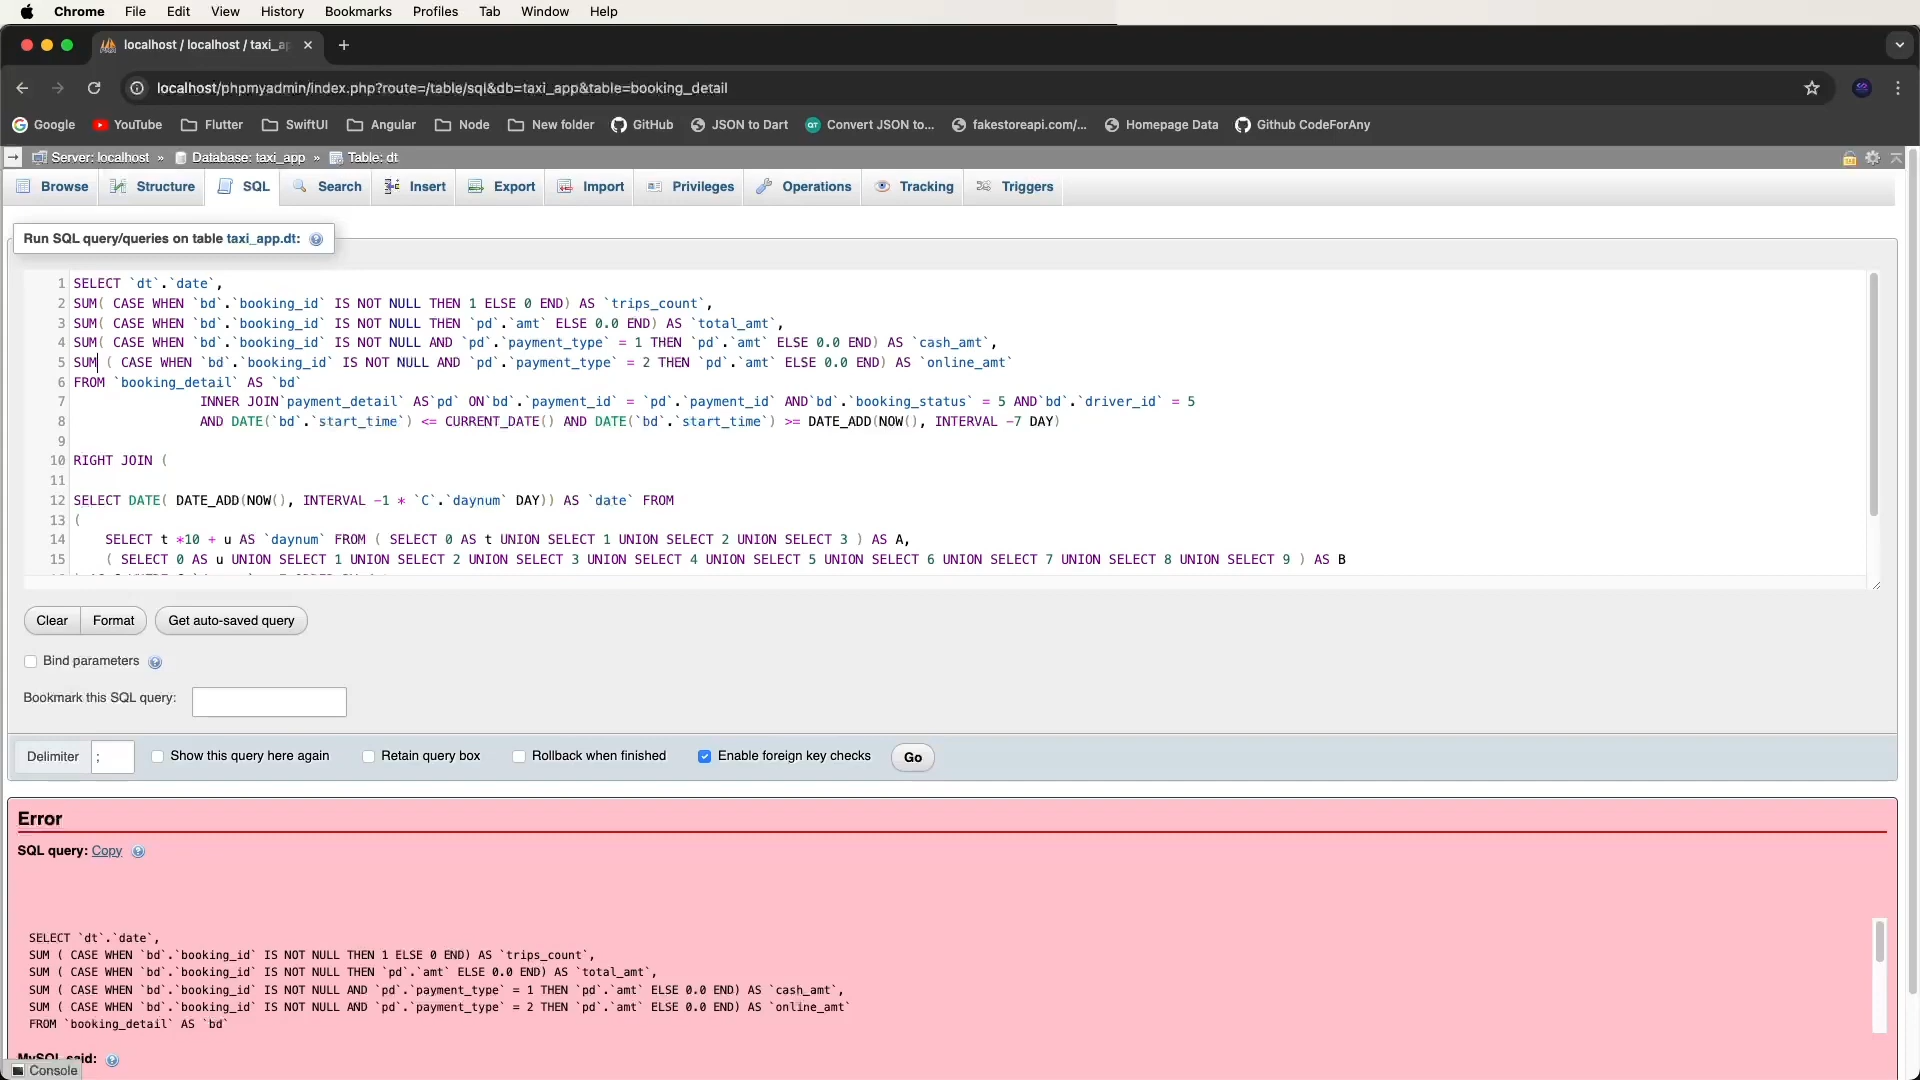 Chrome File Edit View History Bookmarks Profiles Tab Window Help
localhost / localhost / taxi_ap
localhost/phpmyadmin/index.php?route=/table/sql&db=taxi_app&table=booking_detail
Google YouTube Flutter SwiftUI Angular Node New folder GitHub JSON to Dart Convert JSON to... fakestoreapi.com/... Homepage Data Github CodeForAny
Server: localhost » Database: taxi_app » Table: dt
Browse Structure SQL Search Insert Export Import Privileges Operations Tracking Triggers
Run SQL query/queries on table taxi_app.dt:
1 SELECT `dt`.`date`,
2 SUM( CASE WHEN `bd`.`booking_id` IS NOT NULL THEN 1 ELSE 0 END) AS `trips_count`,
3 SUM( CASE WHEN `bd`.`booking_id` IS NOT NULL THEN `pd`.`amt` ELSE 0.0 END) AS `total_amt`,
4 SUM( CASE WHEN `bd`.`booking_id` IS NOT NULL AND `pd`.`payment_type` = 1 THEN `pd`.`amt` ELSE 0.0 END) AS `cash_amt`,
5 SUM ( CASE WHEN `bd`.`booking_id` IS NOT NULL AND `pd`.`payment_type` = 2 THEN `pd`.`amt` ELSE 0.0 END) AS `online_amt`
6 FROM `booking_detail` AS `bd`
7 INNER JOIN`payment_detail` AS`pd` ON`bd`.`payment_id` = `pd`.`payment_id` AND`bd`.`booking_status` = 5 AND`bd`.`driver_id` = 5
8 AND DATE(`bd`.`start_time`) <= CURRENT_DATE() AND DATE(`bd`.`start_time`) >= DATE_ADD(NOW(), INTERVAL -7 DAY)
9
10 RIGHT JOIN (
11
12 SELECT DATE( DATE_ADD(NOW(), INTERVAL -1 * `C`.`daynum` DAY)) AS `date` FROM
13 (
14 SELECT t *10 + u AS `daynum` FROM ( SELECT 0 AS t UNION SELECT 1 UNION SELECT 2 UNION SELECT 3 ) AS A,
15 ( SELECT 0 AS u UNION SELECT 1 UNION SELECT 2 UNION SELECT 3 UNION SELECT 4 UNION SELECT 5 UNION SELECT 6 UNION SELECT 7 UNION SELECT 8 UNION SELECT 9 ) AS B
Clear Format Get auto-saved query
Bind parameters
Bookmark this SQL query:
Delimiter ; Show this query here again Retain query box Rollback when finished Enable foreign key checks Go
Error
SQL query: Copy
SELECT `dt`.`date`,
SUM ( CASE WHEN `bd`.`booking_id` IS NOT NULL THEN 1 ELSE 0 END) AS `trips_count`,
SUM ( CASE WHEN `bd`.`booking_id` IS NOT NULL THEN `pd`.`amt` ELSE 0.0 END) AS `total_amt`,
SUM ( CASE WHEN `bd`.`booking_id` IS NOT NULL AND `pd`.`payment_type` = 1 THEN `pd`.`amt` ELSE 0.0 END) AS `cash_amt`,
SUM ( CASE WHEN `bd`.`booking_id` IS NOT NULL AND `pd`.`payment_type` = 2 THEN `pd`.`amt` ELSE 0.0 END) AS `online_amt`
FROM `booking_detail` AS `bd`
MySQL said:
Console